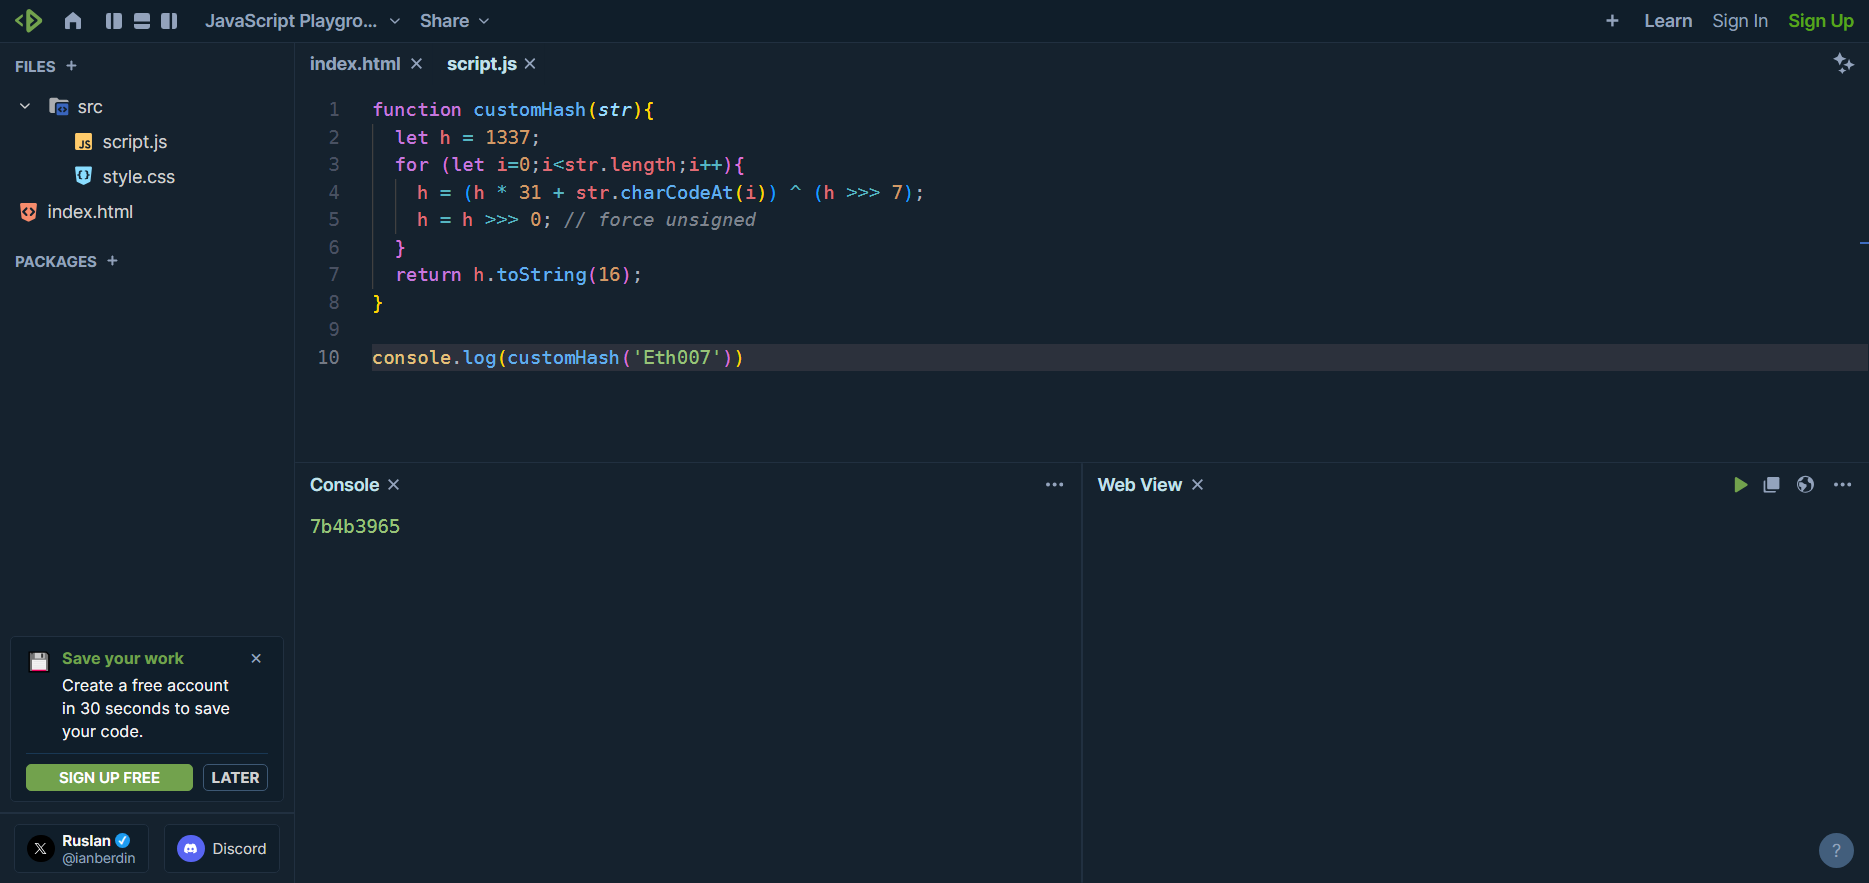 JavaScript Playgro...
Share
+ Learn Sign In Sign Up
FILES +
src
script.js
style.css
index.html
PACKAGES +
index.html ×
script.js ×
1 function customHash(str){
2   let h = 1337;
3   for (let i=0;i<str.length;i++){
4     h = (h * 31 + str.charCodeAt(i)) ^ (h >>> 7);
5     h = h >>> 0; // force unsigned
6   }
7   return h.toString(16);
8 }
9
10 console.log(customHash('Eth007'))
Console ×
7b4b3965
Web View ×
Save your work ×
Create a free account
in 30 seconds to save
your code.
SIGN UP FREE
LATER
Ruslan
@ianberdin
Discord
?